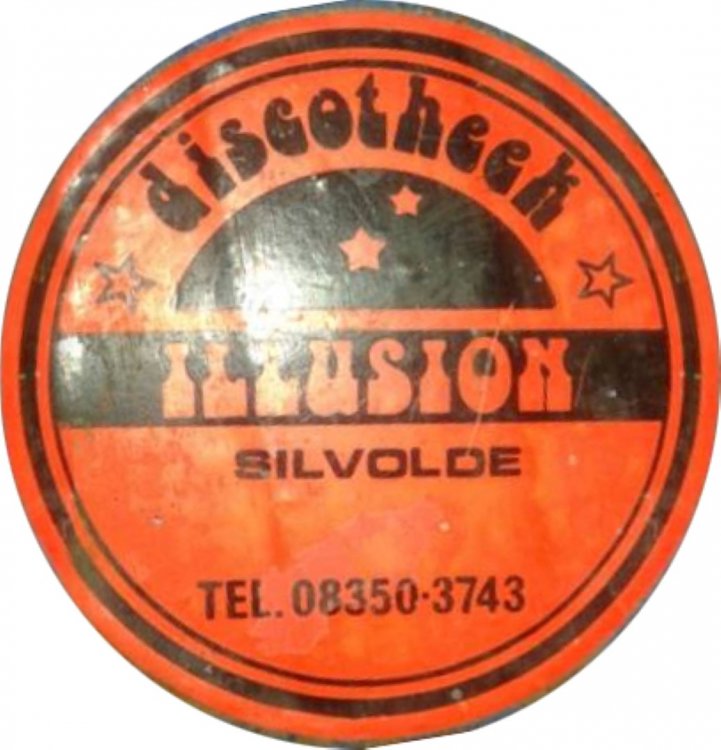 discotheek
ILLUSION
SILVOLDE
TEL. 08350-3743